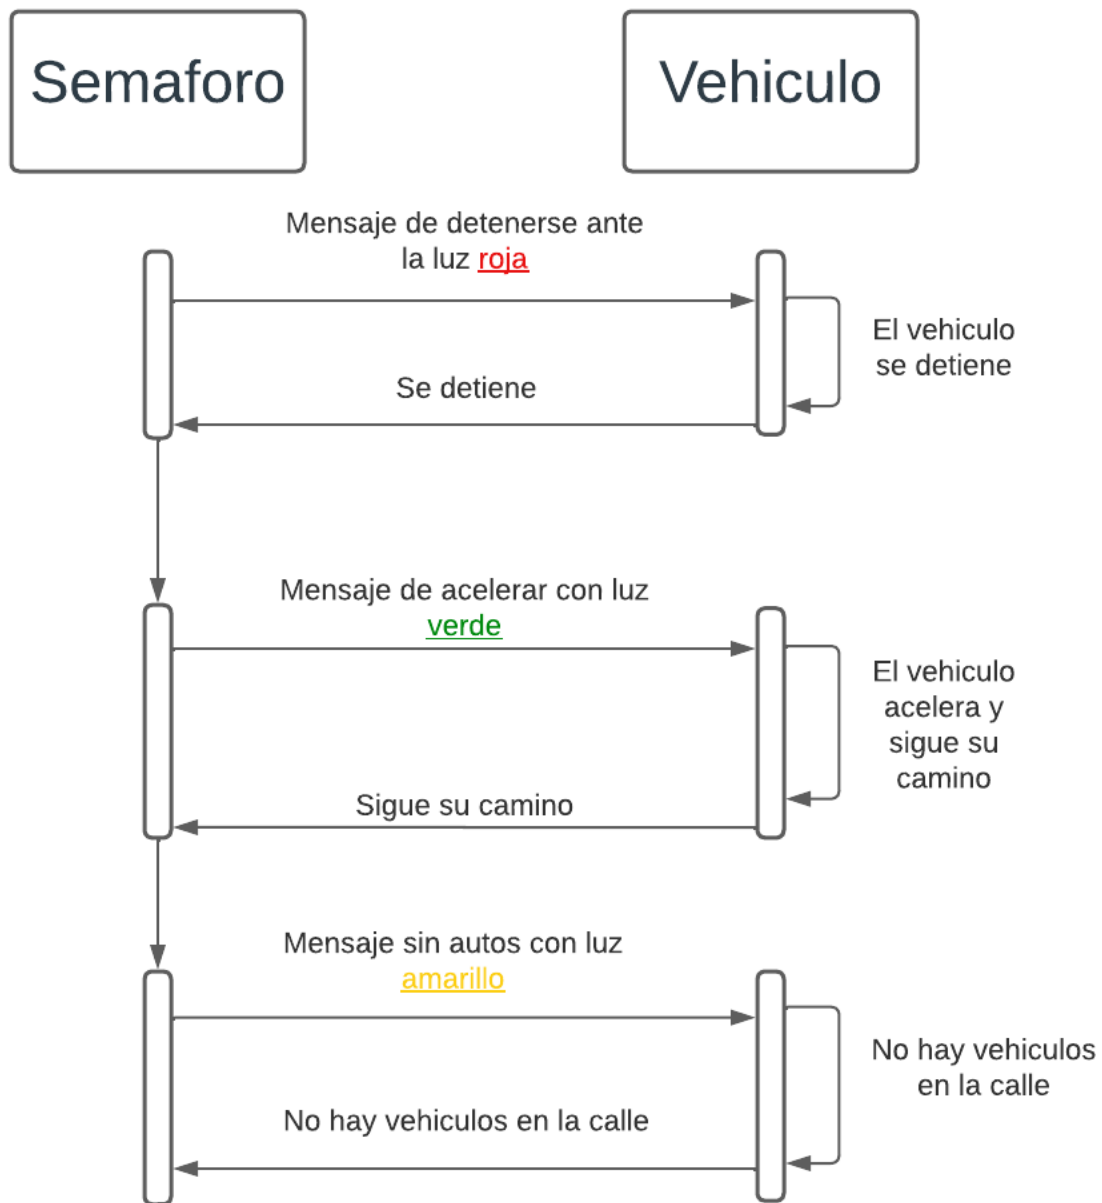 Semaforo
Vehiculo
Mensaje de detenerse ante
la luz roja
El vehiculo
se detiene
Se detiene
Mensaje de acelerar con luz
verde
El vehiculo
acelera y
sigue su
camino
Sigue su camino
Mensaje sin autos con luz
amarillo
No hay vehiculos
en la calle
No hay vehiculos en la calle